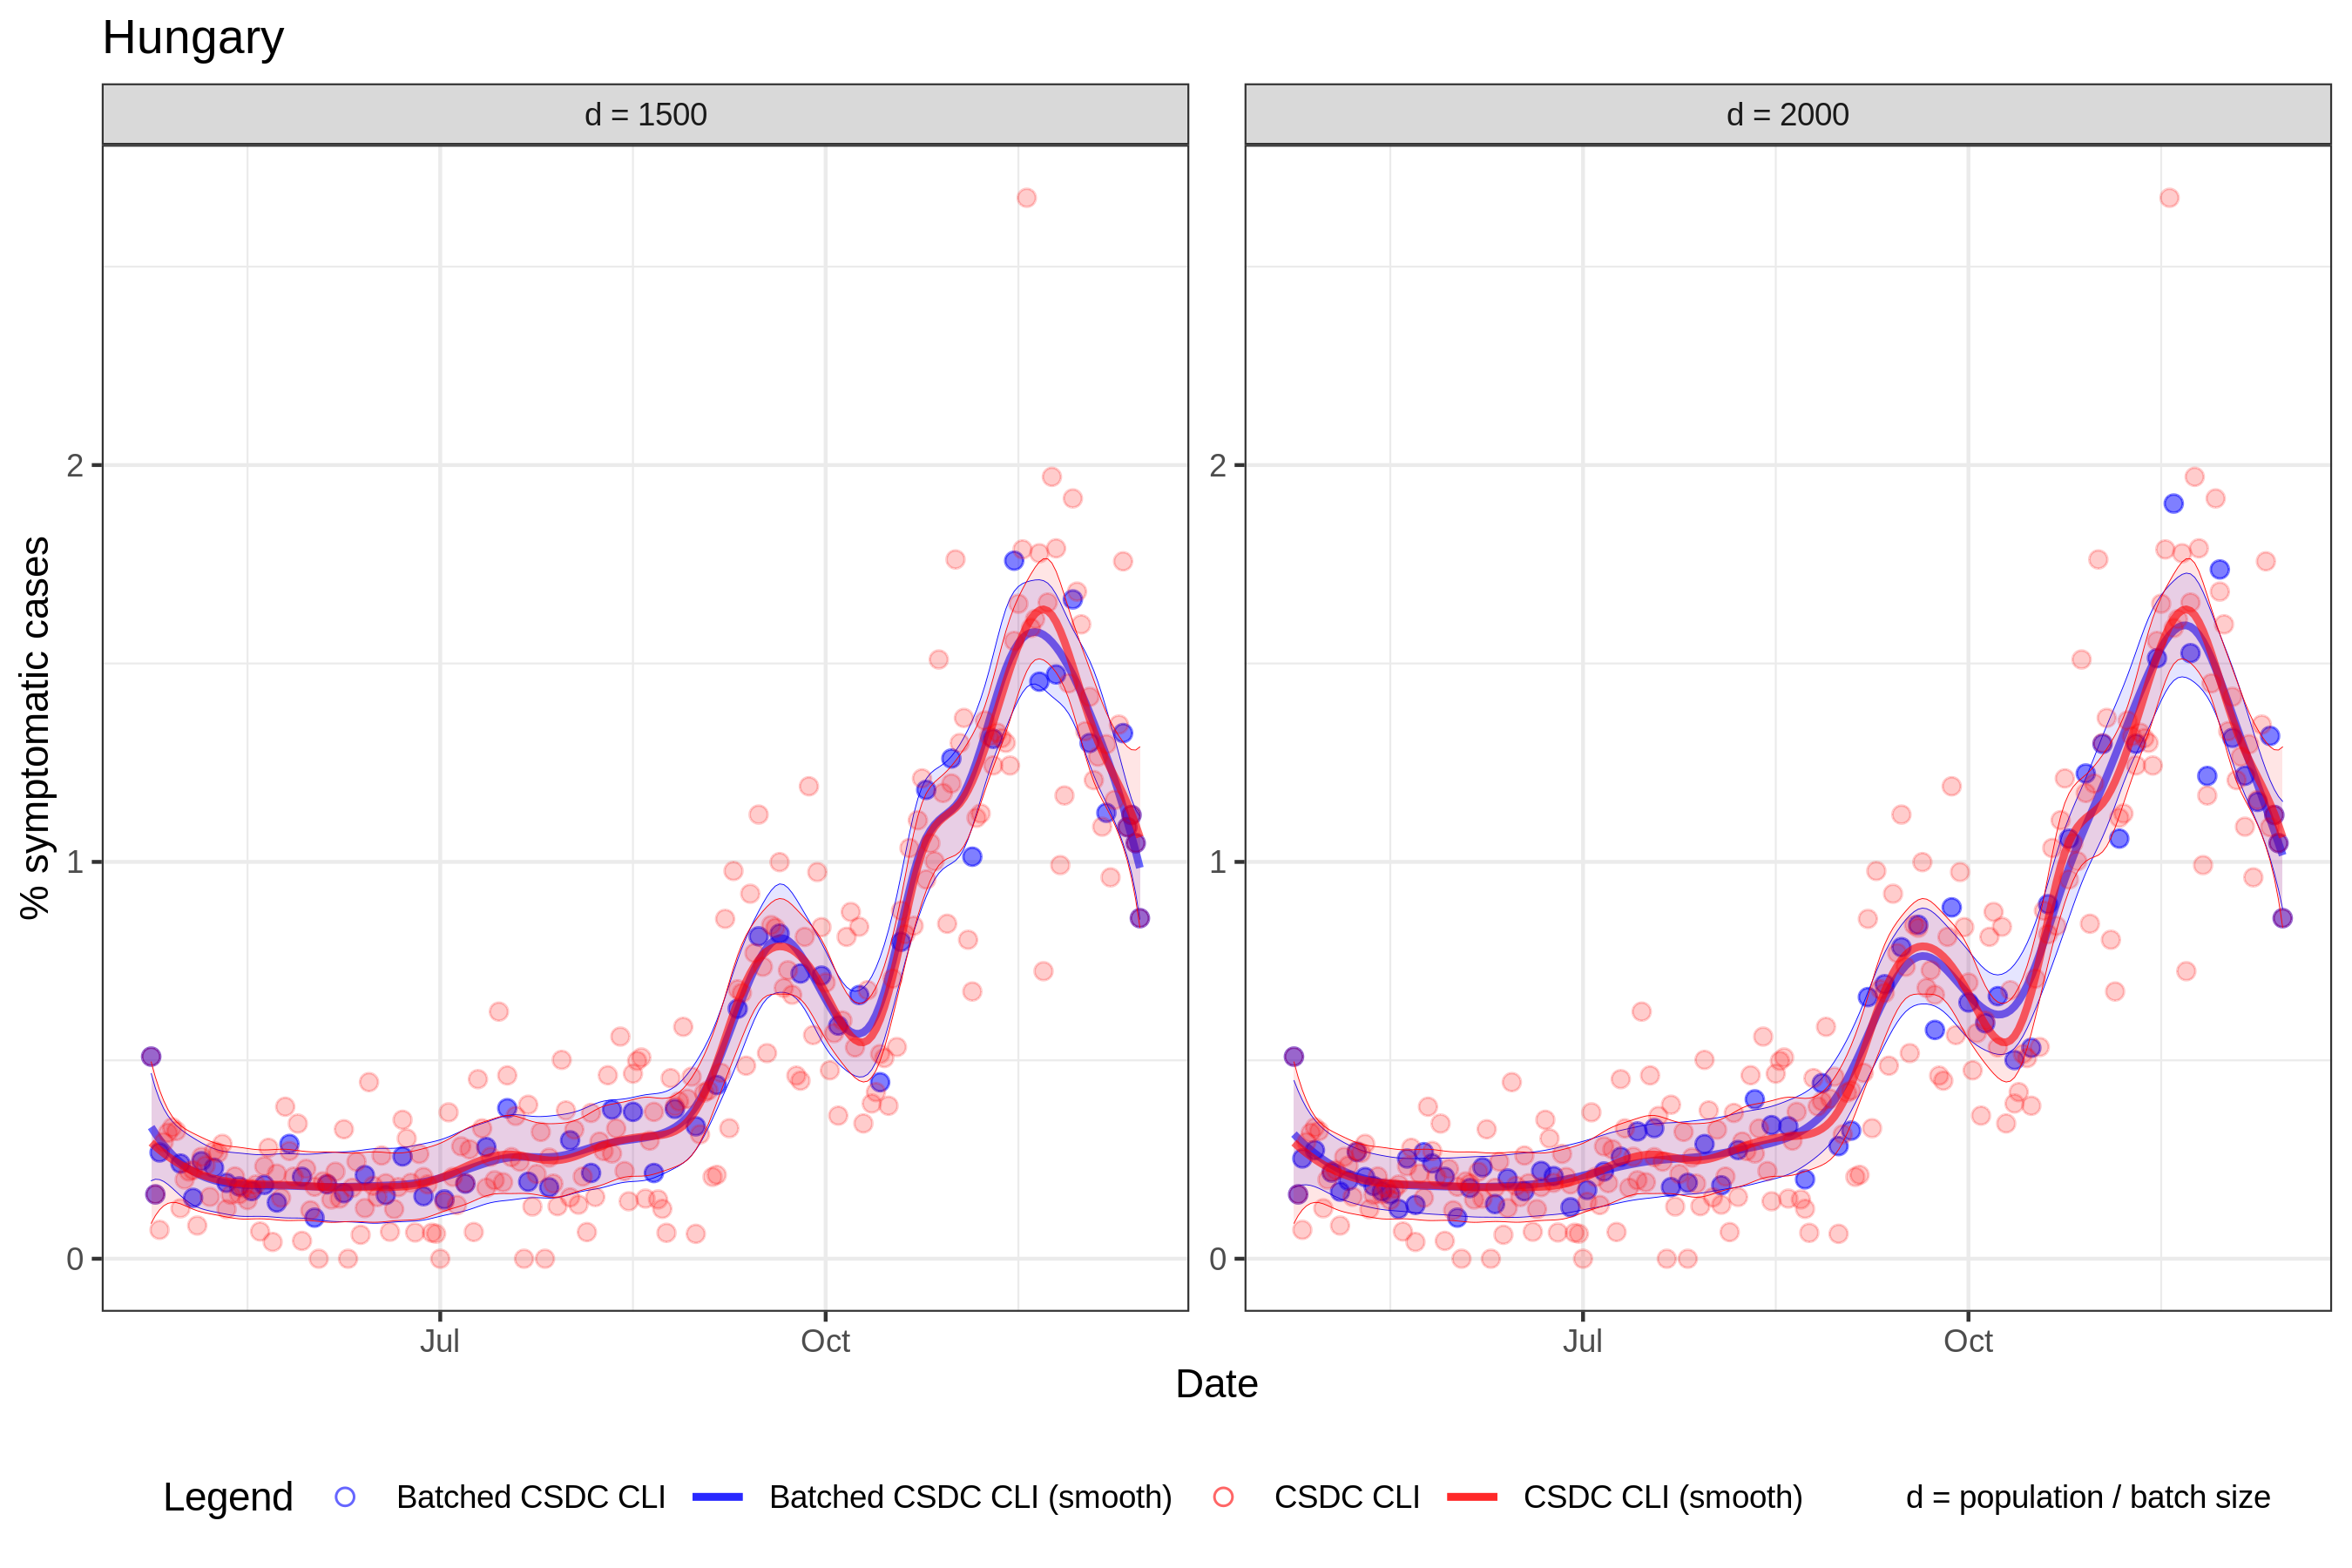 Hungary
d = 1500
d = 2000
% symptomatic cases
2
1
0
2
1
0
Jul
Oct
Jul
Oct
Date
Legend
Batched CSDC CLI
Batched CSDC CLI (smooth)
CSDC CLI
CSDC CLI (smooth)
d = population / batch size